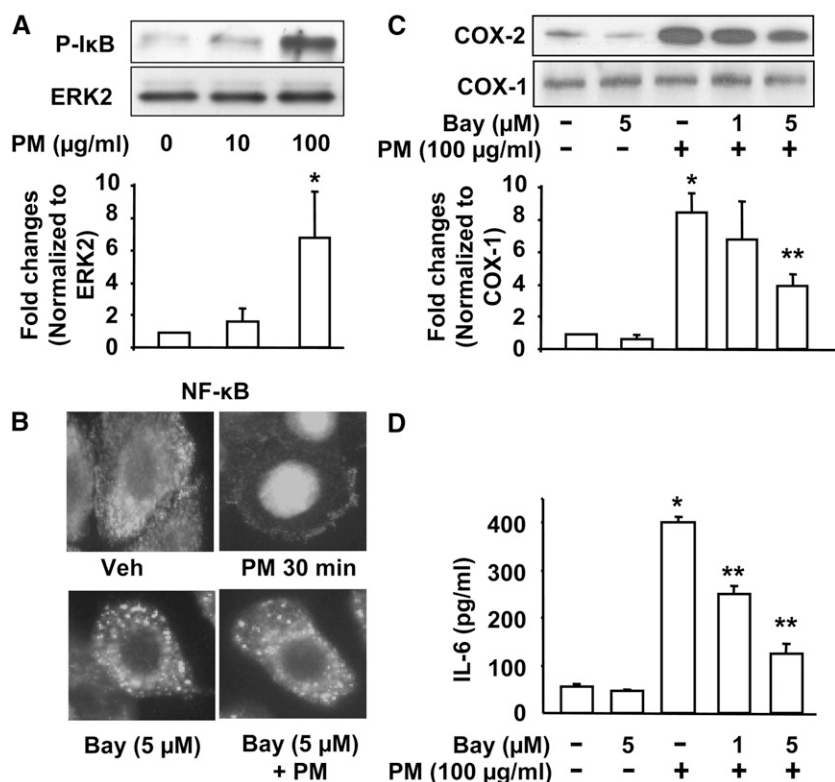 A
P-IκB
ERK2
PM (µg/ml) 0 10 100
Fold changes
(Normalized to
ERK2)
10
8
6
4
2
0
*
NF-κB
B
Veh PM 30 min
Bay (5 µM) Bay (5 µM)
+ PM
C
COX-2
COX-1
Bay (µM) – 5 – 1 5
PM (100 µg/ml) – – + + +
Fold changes
(Normalized to
COX-1)
10
8
6
4
2
0
*
**
D
IL-6 (pg/ml)
400
300
200
100
0
*
**
**
Bay (µM) – 5 – 1 5
PM (100 µg/ml) – – + + +